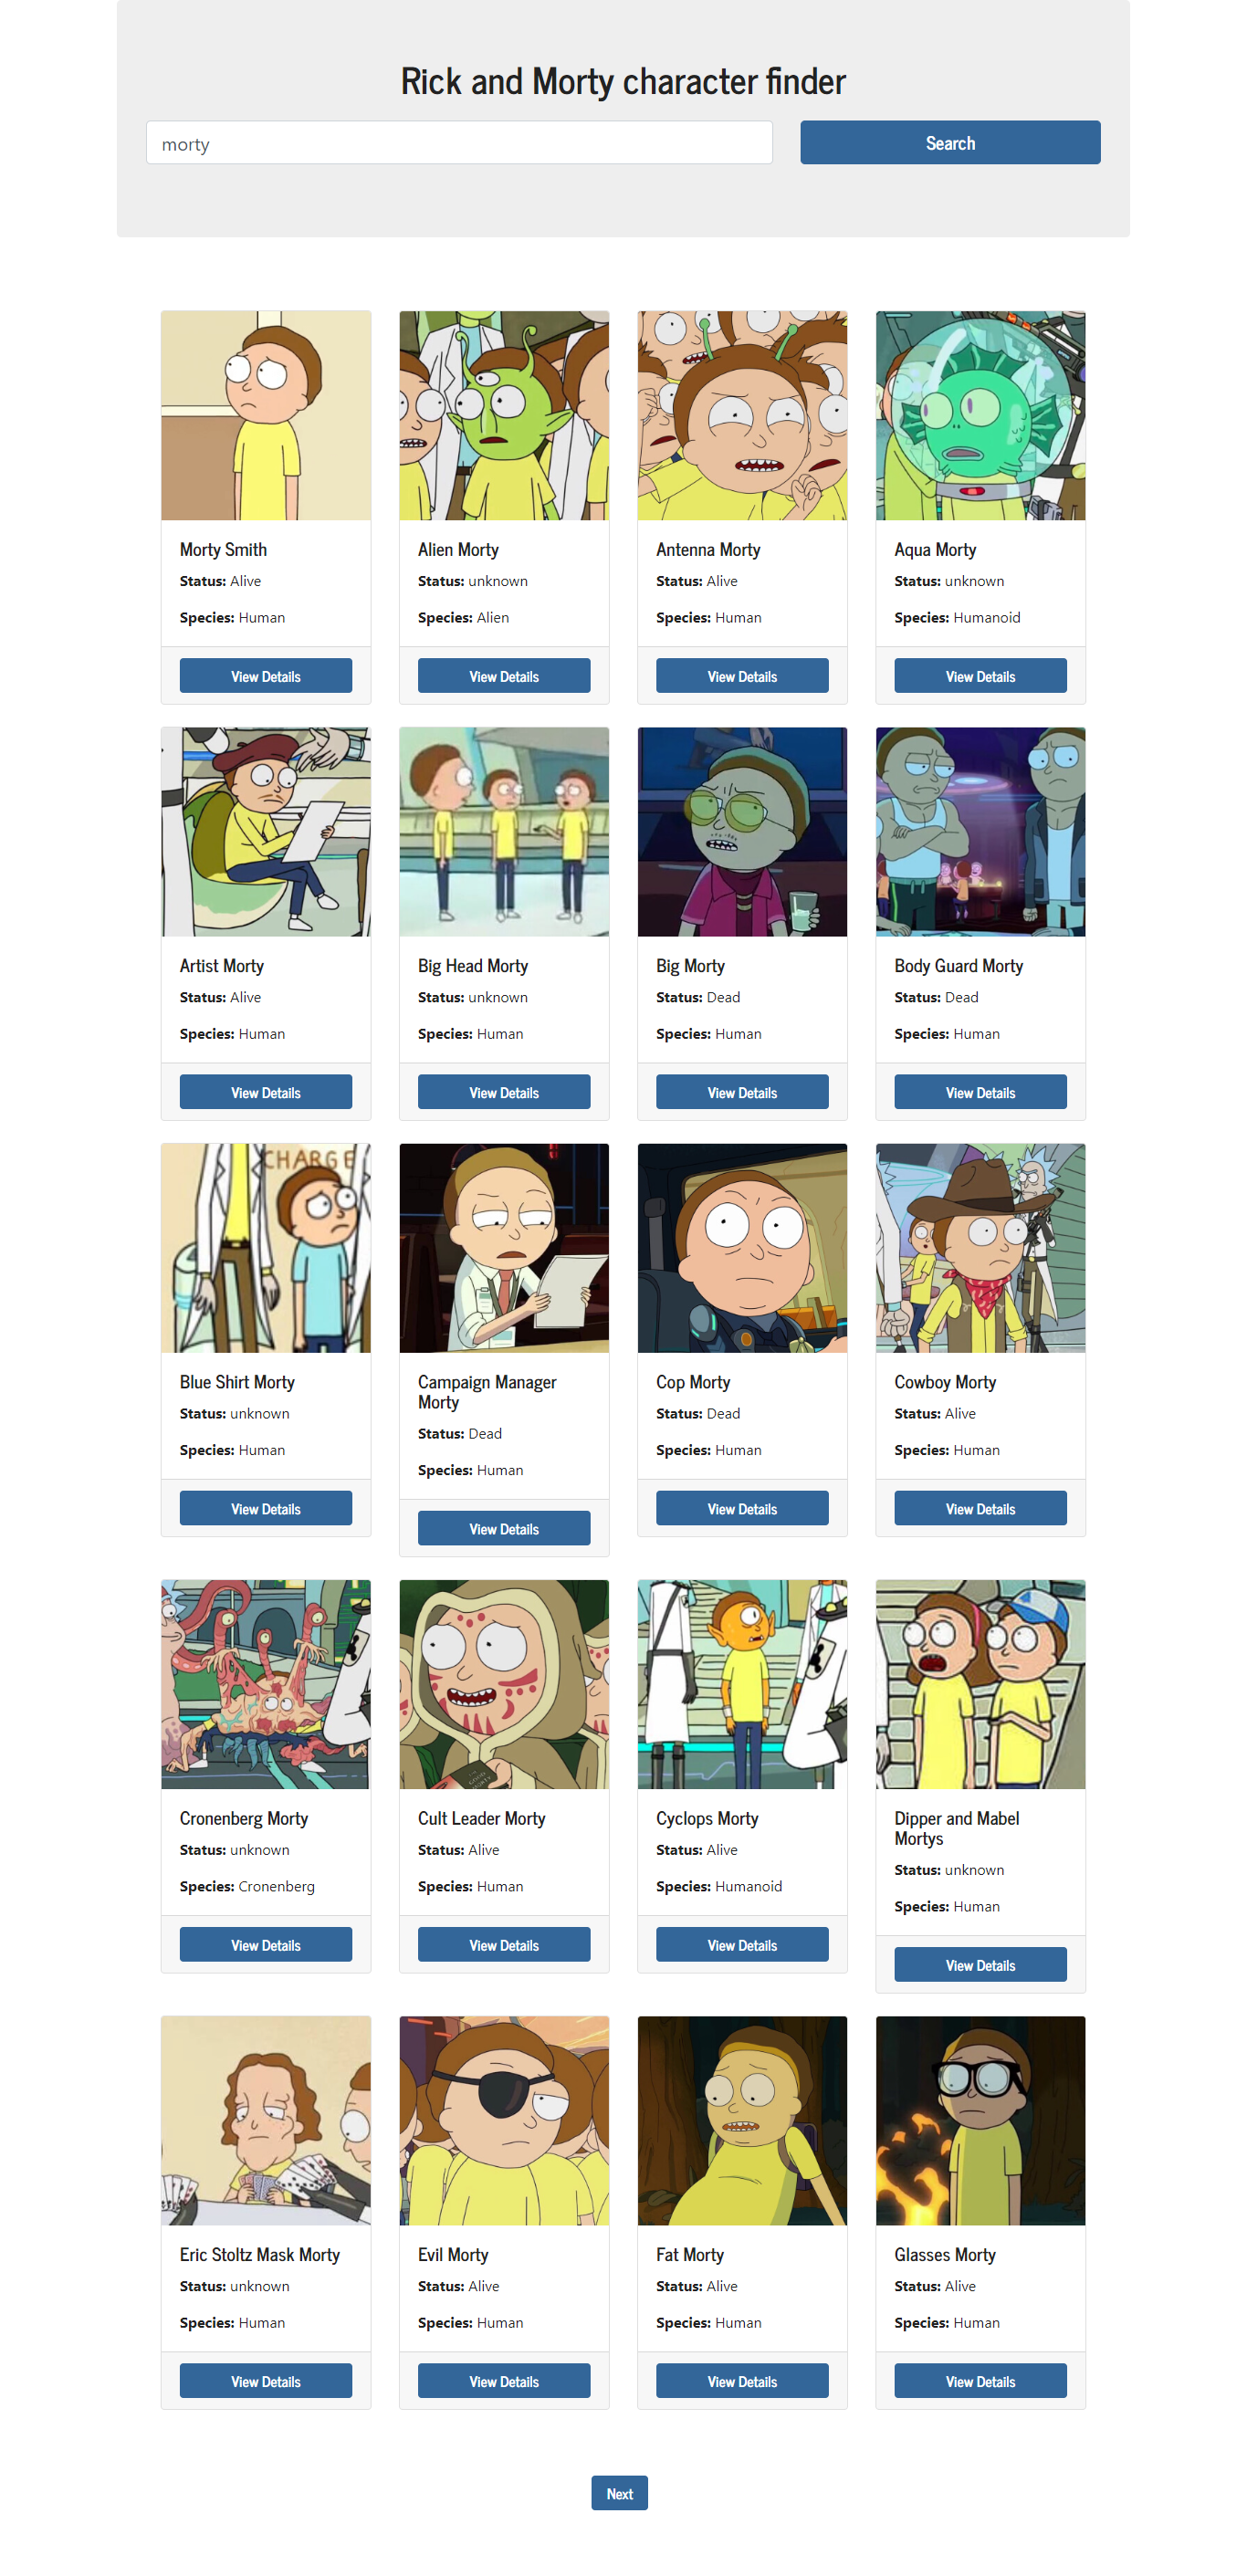 Rick and Morty character finder
morty
Search
Morty Smith
Status: Alive
Species: Human
View Details
Alien Morty
Status: unknown
Species: Alien
View Details
Antenna Morty
Status: Alive
Species: Human
View Details
Aqua Morty
Status: unknown
Species: Humanoid
View Details
Artist Morty
Status: Alive
Species: Human
View Details
Big Head Morty
Status: unknown
Species: Human
View Details
Big Morty
Status: Dead
Species: Human
View Details
Body Guard Morty
Status: Dead
Species: Human
View Details
CHARGE
Blue Shirt Morty
Status: unknown
Species: Human
View Details
Campaign Manager
Morty
Status: Dead
Species: Human
View Details
Cop Morty
Status: Dead
Species: Human
View Details
Cowboy Morty
Status: Alive
Species: Human
View Details
Cronenberg Morty
Status: unknown
Species: Cronenberg
View Details
Cult Leader Morty
Status: Alive
Species: Human
View Details
Cyclops Morty
Status: Alive
Species: Humanoid
View Details
Dipper and Mabel
Mortys
Status: unknown
Species: Human
View Details
Eric Stoltz Mask Morty
Status: unknown
Species: Human
View Details
Evil Morty
Status: Alive
Species: Human
View Details
Fat Morty
Status: Alive
Species: Human
View Details
Glasses Morty
Status: Alive
Species: Human
View Details
Next